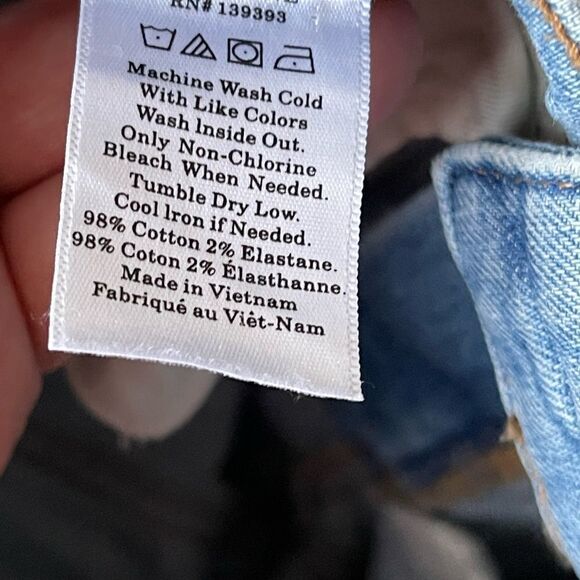 RN# 139393
Machine Wash Cold
With Like Colors
Wash Inside Out.
Only Non-Chlorine
Bleach When Needed.
Tumble Dry Low.
Cool Iron if Needed.
98% Cotton 2% Elastane.
98% Coton 2% Élasthanne.
Made in Vietnam
Fabriqué au Viêt-Nam